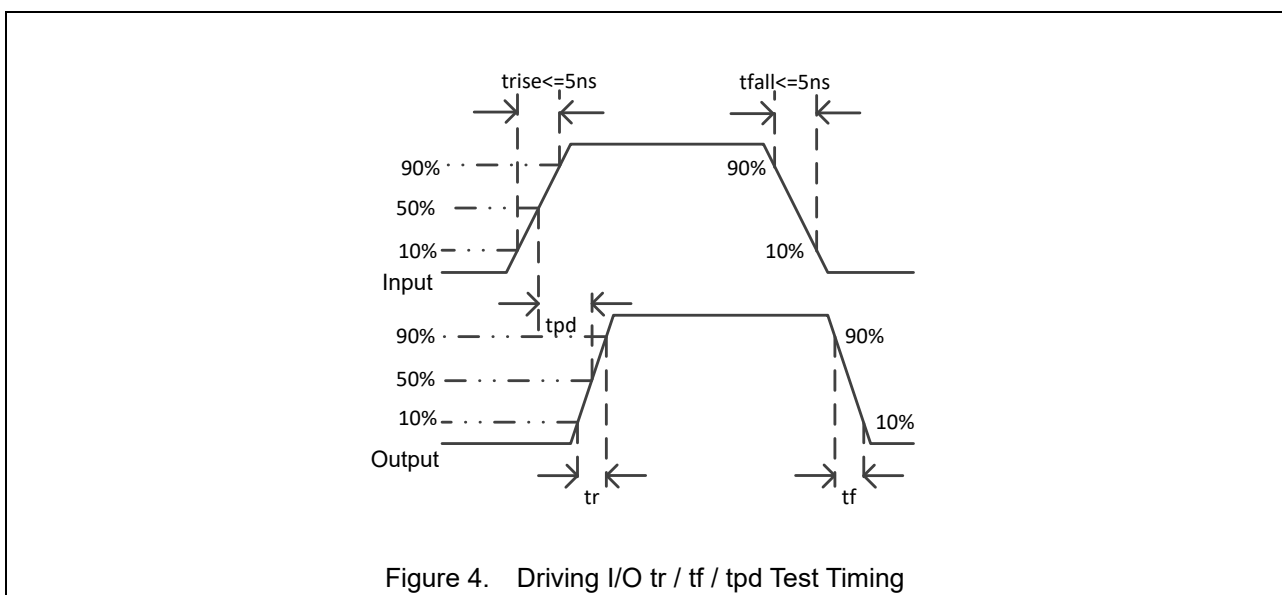 trise<=5ns
tfall<=5ns
90%
90%
50%
10%
10%
Input
tpd
90%
90%
50%
10%
10%
Output
tr
tf
Figure 4. Driving I/O tr / tf / tpd Test Timing